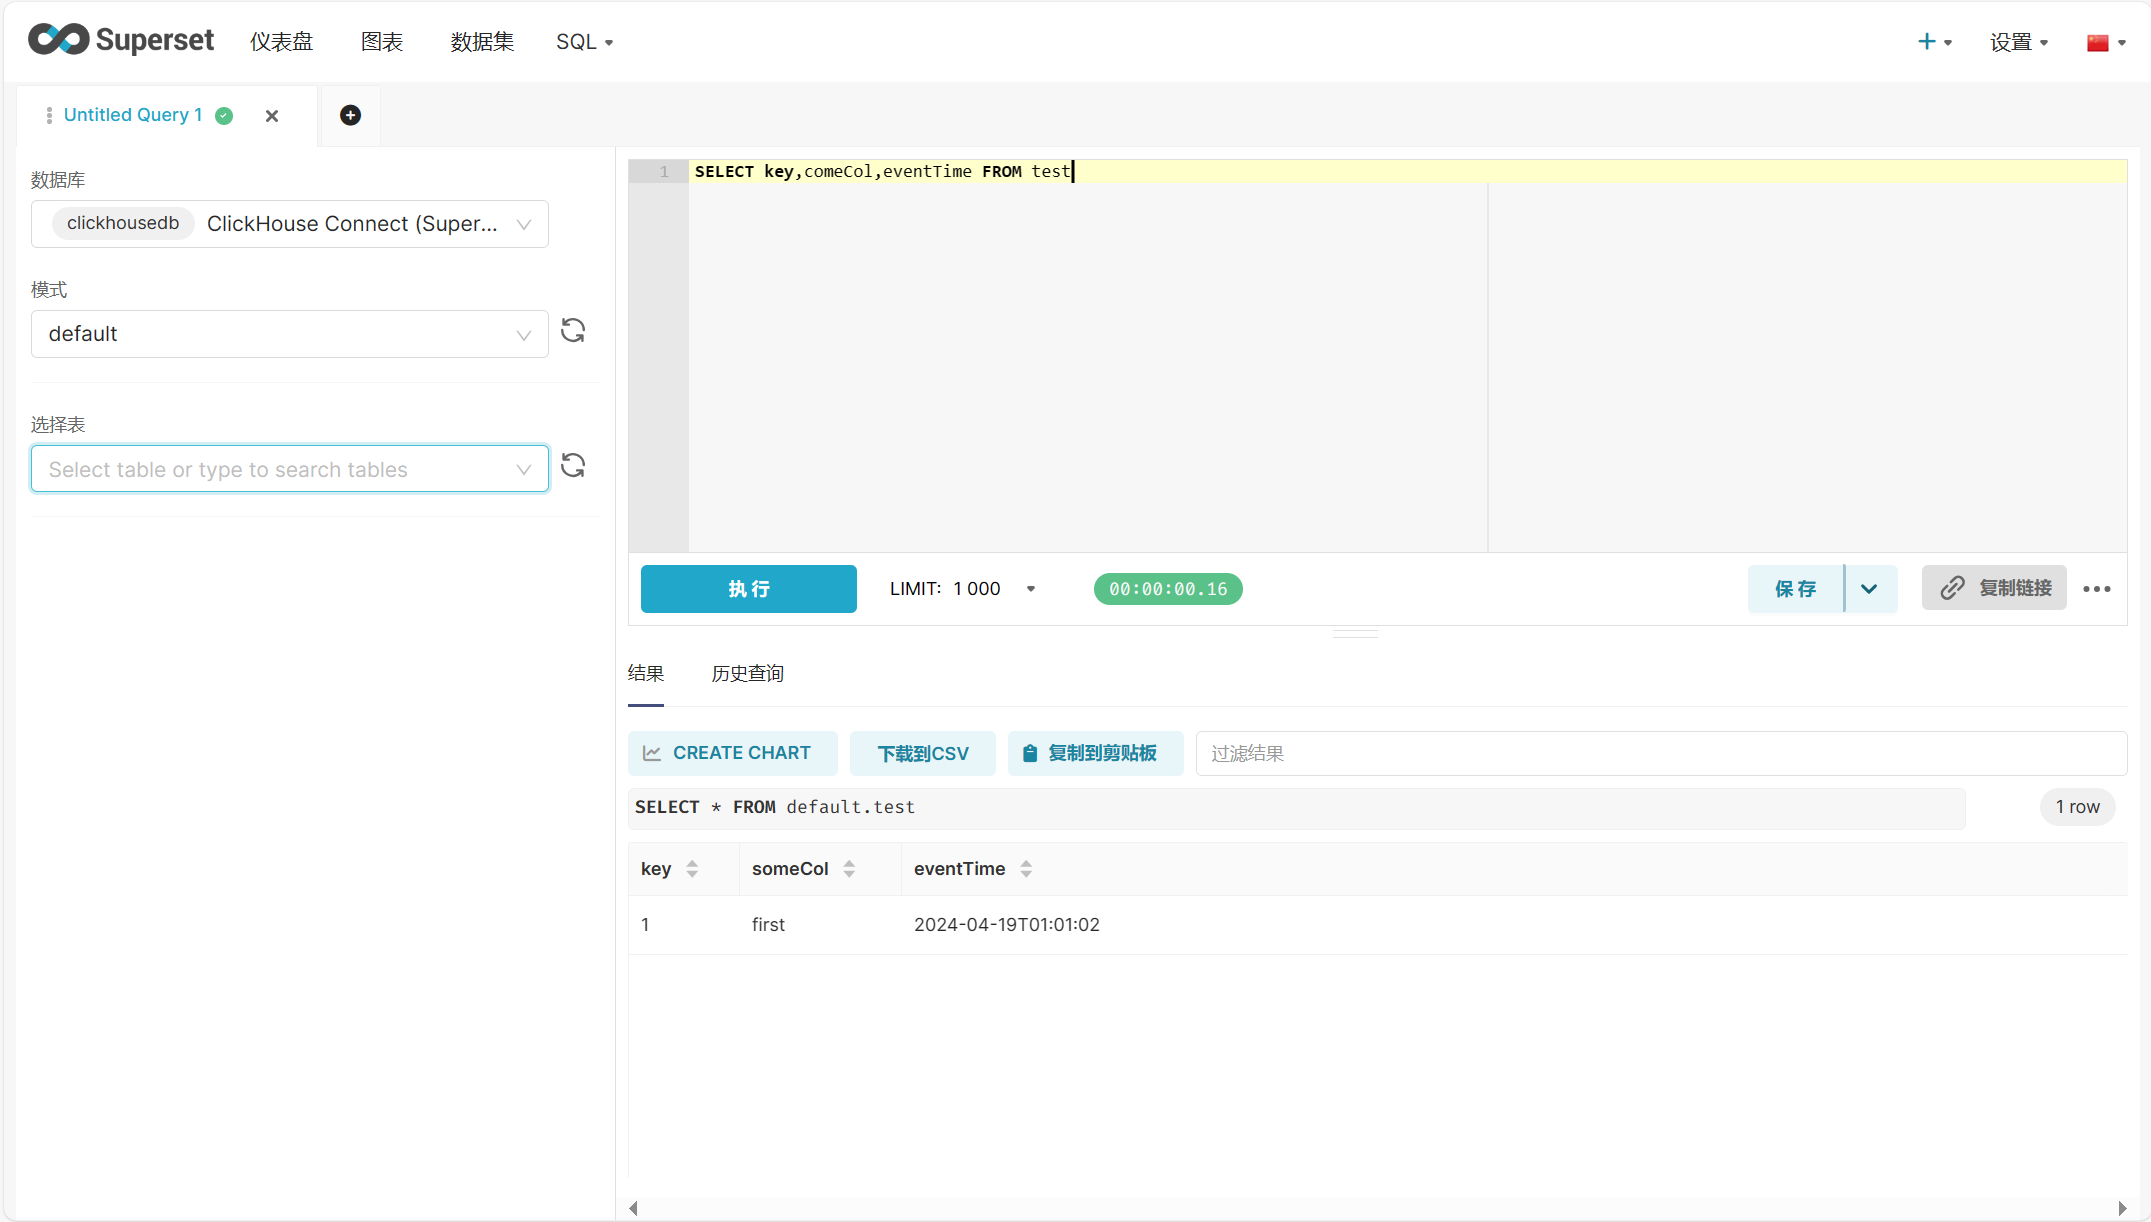 Superset 仪表盘 图表 数据集 SQL 设置
Untitled Query 1
数据库
clickhousedb ClickHouse Connect (Super...
模式
default
选择表
Select table or type to search tables
1 SELECT key,comeCol,eventTime FROM test
执行 LIMIT: 1 000 00:00:00.16 保存 复制链接
结果 历史查询
CREATE CHART 下载到CSV 复制到剪贴板 过滤结果
SELECT * FROM default.test 1 row
key someCol eventTime
1 first 2024-04-19T01:01:02